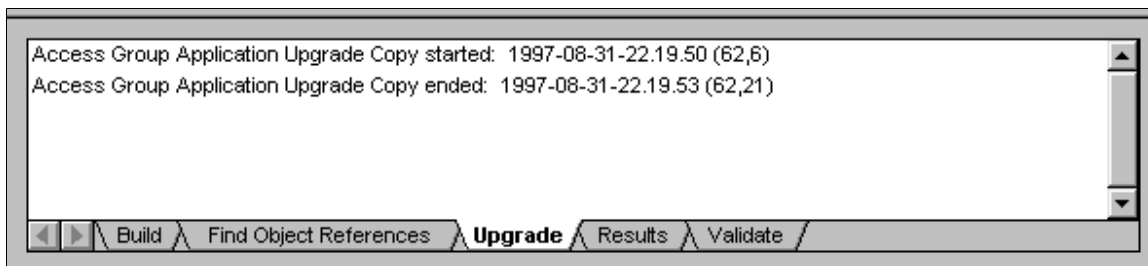 Access Group Application Upgrade Copy started:  1997-08-31-22.19.50 (62,6)
Access Group Application Upgrade Copy ended:  1997-08-31-22.19.53 (62,21)
Build Find Object References Upgrade Results Validate